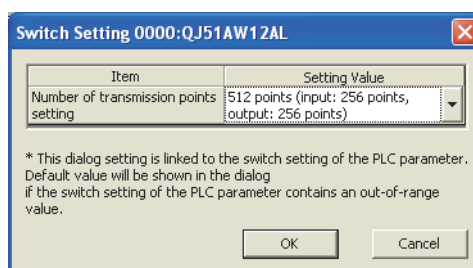 Switch Setting 0000:QJ51AW12AL
Item
Setting Value
Number of transmission points
setting
512 points (input: 256 points,
output: 256 points)
* This dialog setting is linked to the switch setting of the PLC parameter.
Default value will be shown in the dialog
if the switch setting of the PLC parameter contains an out-of-range
value.
OK
Cancel